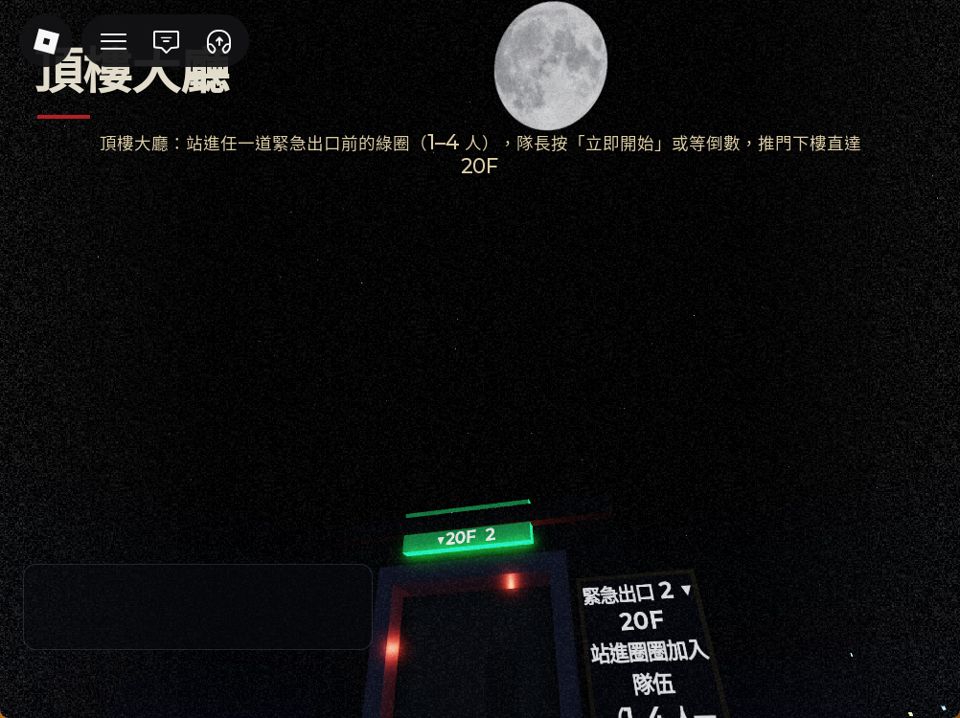 頂樓大廳
頂樓大廳：站進任一道緊急出口前的綠圈（1–4 人），隊長按「立即開始」或等倒數，推門下樓直達
20F
▼20F 2
緊急出口 2 ▼
20F
站進圈圈加入
隊伍